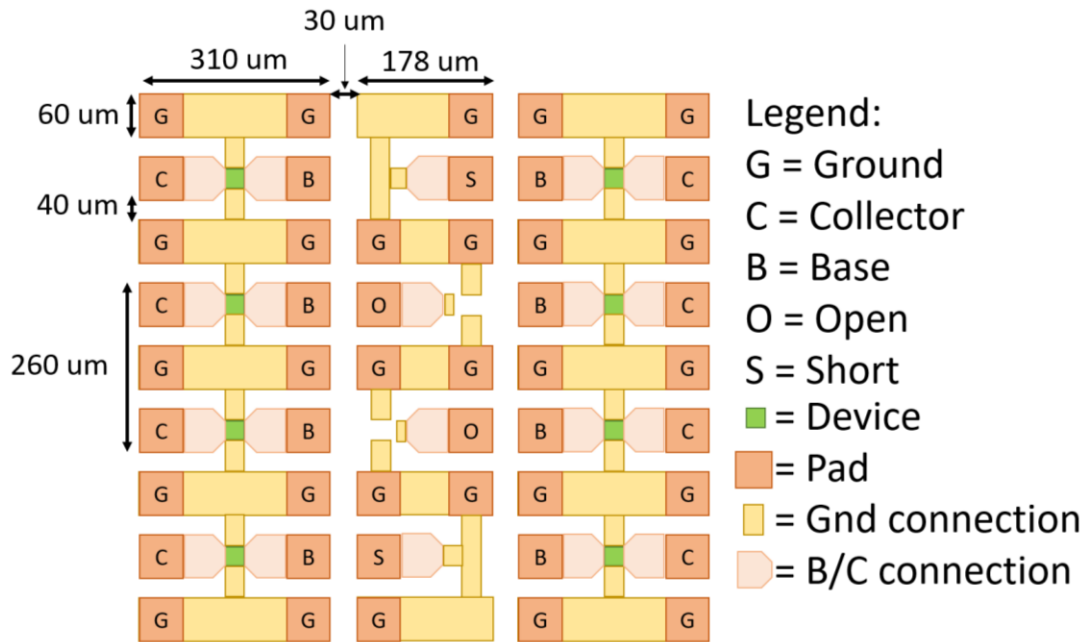 30 um
310 um
178 um
60 um
G G G G G
C B S B C
40 um
G G G G G G
C B O B C
260 um
G G G G G G
C B O B C
G G G G G G
C B S B C
G G G G G G
Legend:
G = Ground
C = Collector
B = Base
O = Open
S = Short
= Device
= Pad
= Gnd connection
= B/C connection